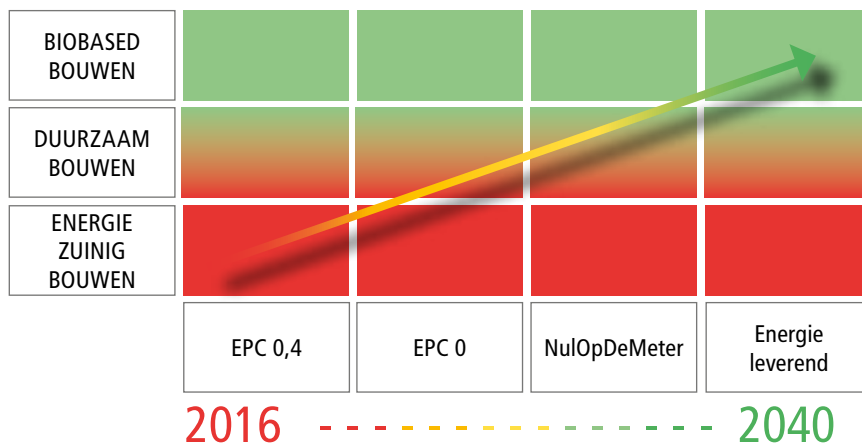 BIOBASED
BOUWEN
DUURZAAM
BOUWEN
ENERGIE
ZUINIG
BOUWEN
EPC 0,4
EPC 0
NulOpDeMeter
Energie
leverend
2016
2040